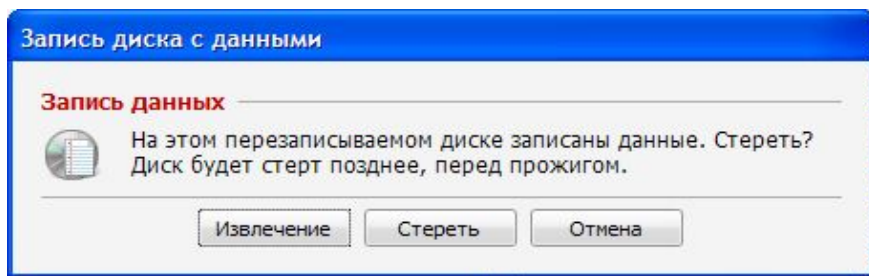 Запись диска с данными
Запись данных
На этом перезаписываемом диске записаны данные. Стереть?
Диск будет стерт позднее, перед прожигом.
Извлечение Стереть Отмена